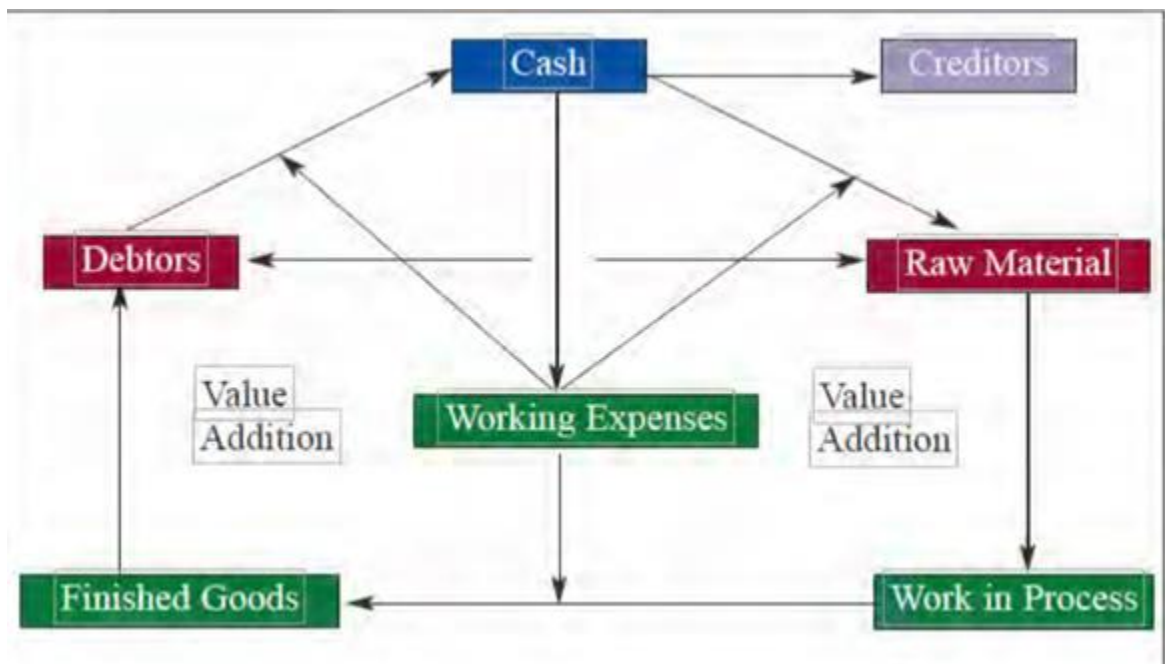 Cash
Creditors
Debtors
Raw Material
Value
Addition
Working Expenses
Value
Addition
Finished Goods
Work in Process